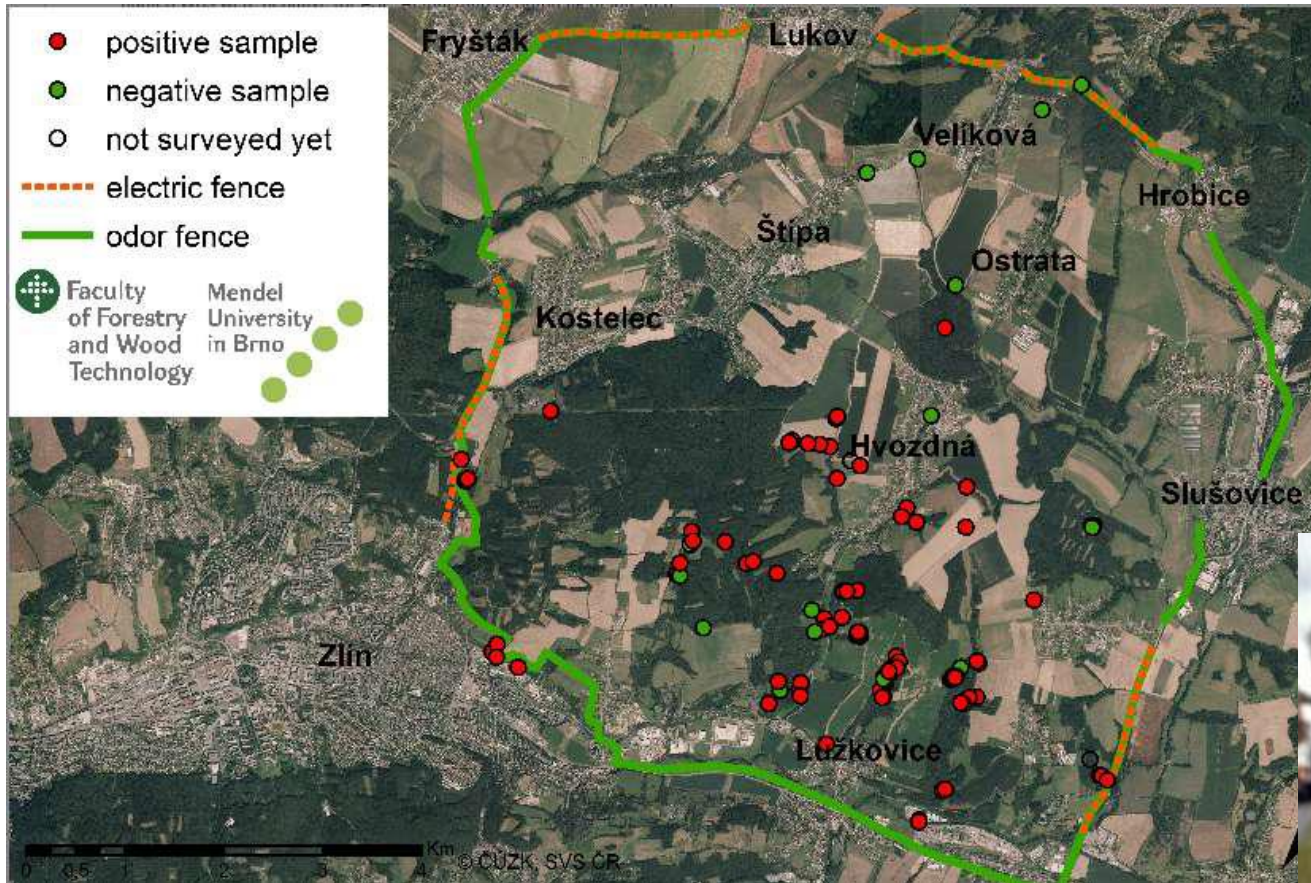 positive sample
negative sample
not surveyed yet
electric fence
odor fence
Faculty
of Forestry
and Wood
Technology
Mendel
University
in Brno
Fryšták
Lukov
Velíková
Hrobice
Štípa
Ostrata
Kostelec
Hvozdná
Slušovice
Zlín
Lužkovice
0 0,5 1 2 3 4 Km
© ČÚZK, SVS ČR